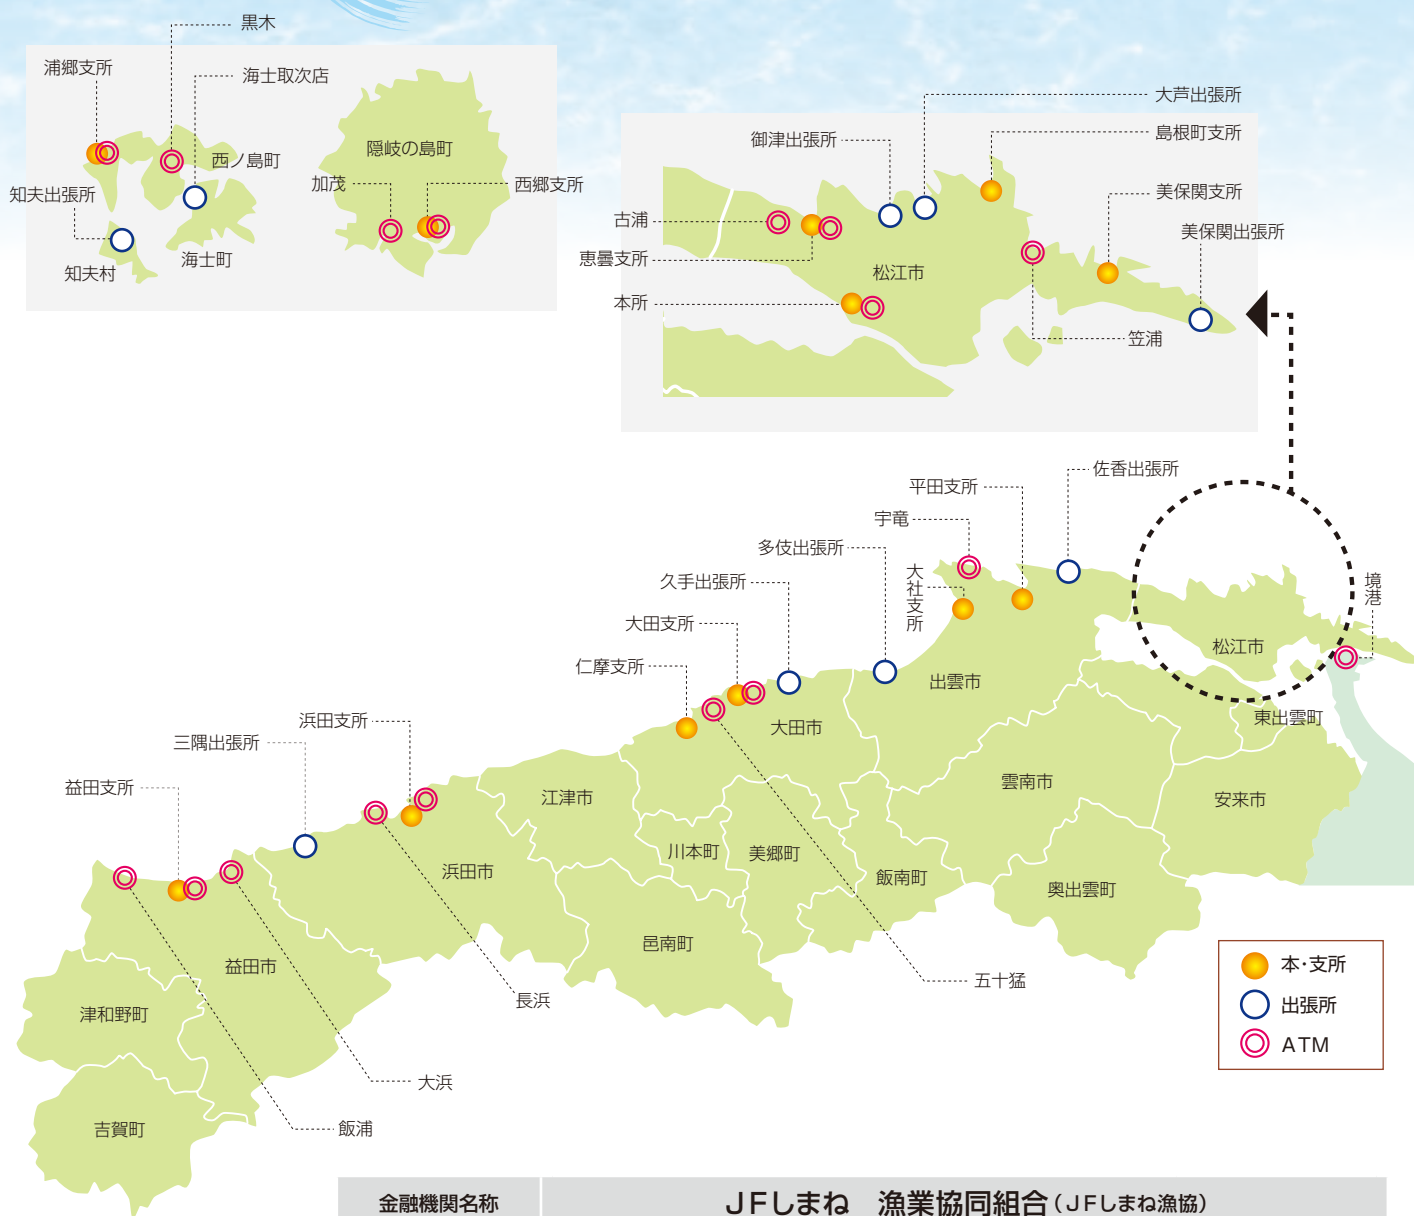 黒木
浦郷支所
海士取次店
西ノ島町
知夫出張所
知夫村
海士町
隠岐の島町
加茂
西郷支所
大芦出張所
御津出張所
島根町支所
美保関支所
古浦
美保関出張所
恵曇支所
松江市
本所
笠浦
佐香出張所
平田支所
宇竜
多伎出張所
大社支所
久手出張所
境港
大田支所
松江市
仁摩支所
出雲市
東出雲町
浜田支所
大田市
三隅出張所
雲南市
益田支所
江津市
安来市
川本町
美郷町
浜田市
飯南町
奥出雲町
邑南町
益田市
五十猛
長浜
津和野町
大浜
吉賀町
飯浦
本・支所
出張所
ATM
金融機関名称
JFしまね 漁業協同組合(JFしまね漁協)